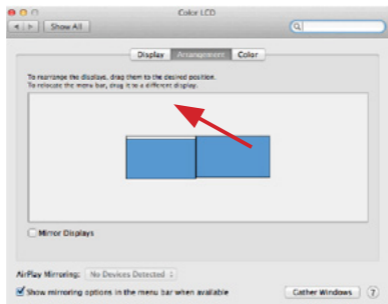 Color LCD
Show All
Display Arrangement Color
To rearrange the displays, drag them to the desired position.
To relocate the menu bar, drag it to a different display.
Mirror Displays
AirPlay Mirroring: No Devices Detected
Show mirroring options in the menu bar when available
Gather Windows ?